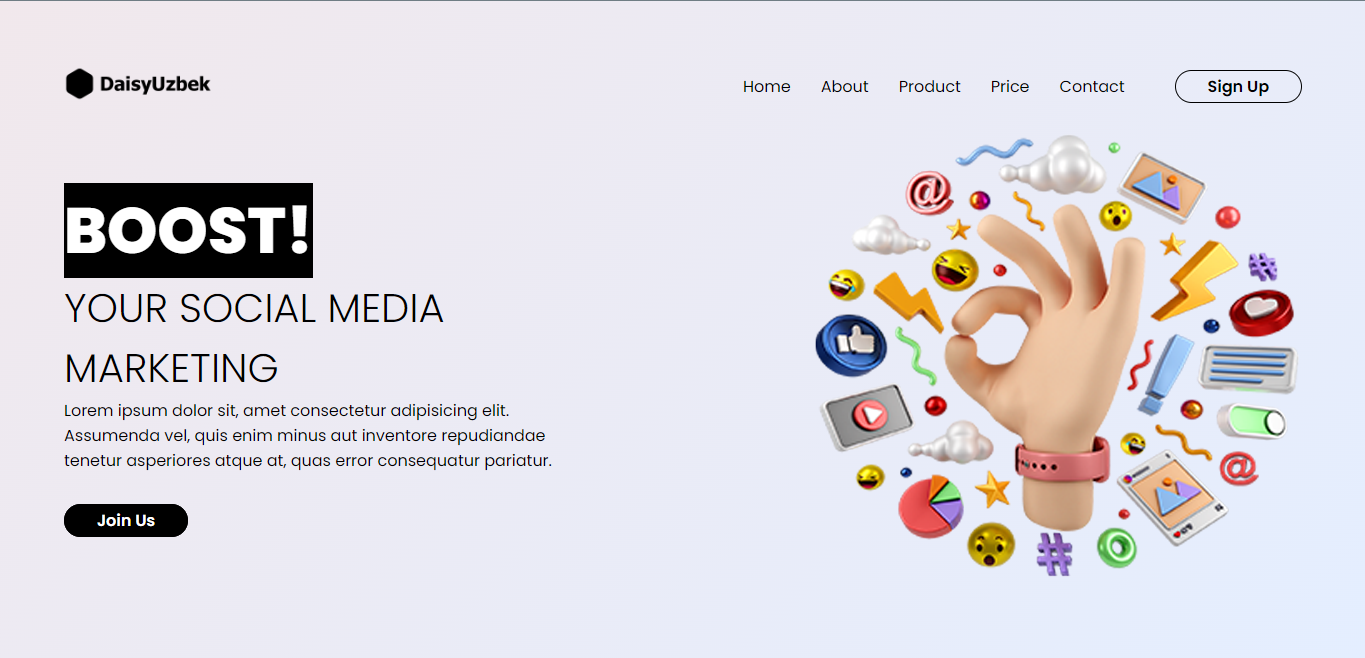 DaisyUzbek
Home About Product Price Contact Sign Up
BOOST!
YOUR SOCIAL MEDIA
MARKETING
Lorem ipsum dolor sit, amet consectetur adipisicing elit.
Assumenda vel, quis enim minus aut inventore repudiandae
tenetur asperiores atque at, quas error consequatur pariatur.
Join Us
@
#
@
#